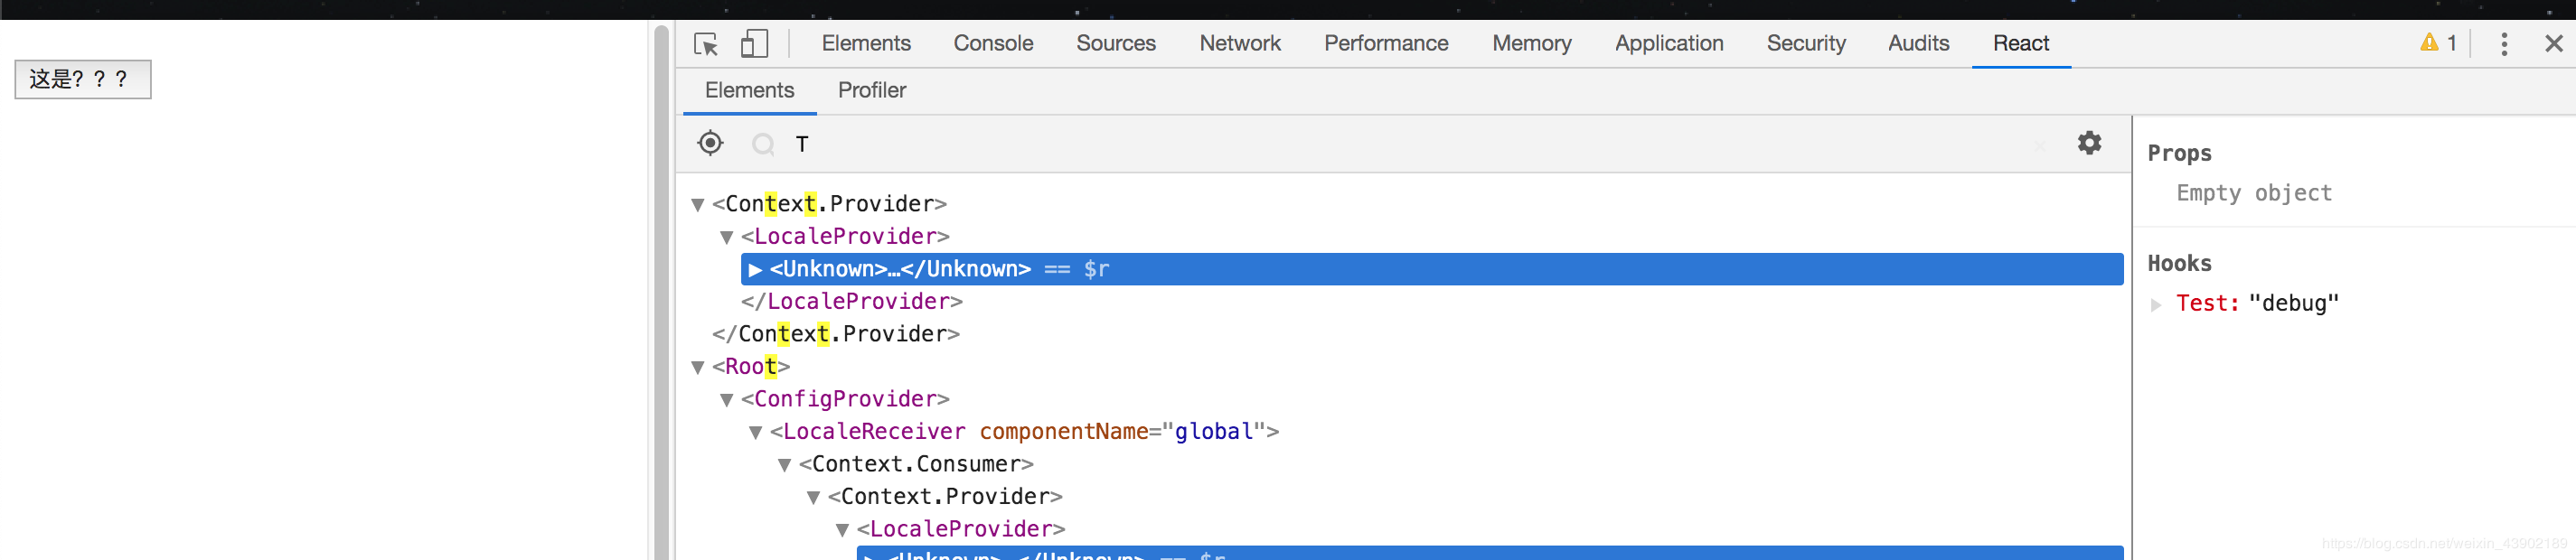 这是？？？
Elements Console Sources Network Performance Memory Application Security Audits React 1
Elements Profiler
T
<Context.Provider>
<LocaleProvider>
<Unknown>…</Unknown> == $r
</LocaleProvider>
</Context.Provider>
<Root>
<ConfigProvider>
<LocaleReceiver componentName="global">
<Context.Consumer>
<Context.Provider>
<LocaleProvider>
<Unknown>…</Unknown> == $r
Props
Empty object
Hooks
Test: "debug"
https://blog.csdn.net/weixin_43902189